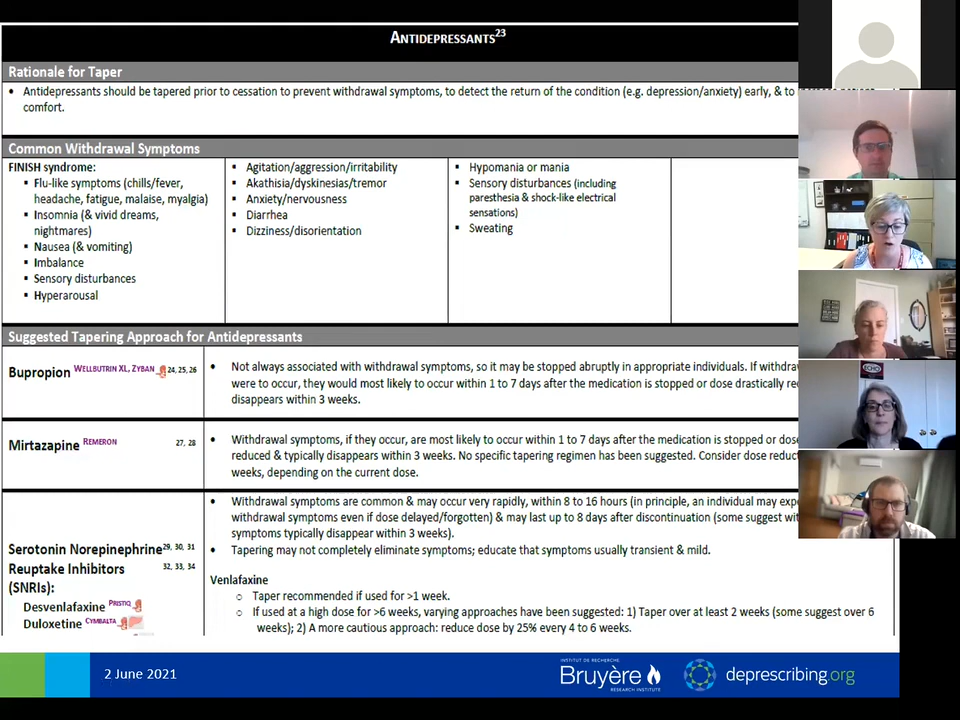 ANTIDEPRESSANTS23
Rationale for Taper
• Antidepressants should be tapered prior to cessation to prevent withdrawal symptoms, to detect the return of the condition (e.g. depression/anxiety) early, & to
comfort.
Common Withdrawal Symptoms
FINISH syndrome:
Flu-like symptoms (chills/fever,
headache, fatigue, malaise, myalgia)
Insomnia (& vivid dreams,
nightmares)
Nausea (& vomiting)
Imbalance
Sensory disturbances
Hyperarousal
Agitation/aggression/irritability
Akathisia/dyskinesias/tremor
Anxiety/nervousness
Diarrhea
Dizziness/disorientation
Hypomania or mania
Sensory disturbances (including
paresthesia & shock-like electrical
sensations)
Sweating
Suggested Tapering Approach for Antidepressants
Bupropion WELLBUTRIN XL, ZYBAN 24, 25, 26
• Not always associated with withdrawal symptoms, so it may be stopped abruptly in appropriate individuals. If withdra
were to occur, they would most likely to occur within 1 to 7 days after the medication is stopped or dose drastically re
disappears within 3 weeks.
Mirtazapine REMERON 27, 28
• Withdrawal symptoms, if they occur, are most likely to occur within 1 to 7 days after the medication is stopped or dose
reduced & typically disappears within 3 weeks. No specific tapering regimen has been suggested. Consider dose reduct
weeks, depending on the current dose.
Serotonin Norepinephrine 29, 30, 31
Reuptake Inhibitors 32, 33, 34
(SNRIs):
Desvenlafaxine PRISTIQ
Duloxetine CYMBALTA
• Withdrawal symptoms are common & may occur very rapidly, within 8 to 16 hours (in principle, an individual may exp
withdrawal symptoms even if dose delayed/forgotten) & may last up to 8 days after discontinuation (some suggest wit
symptoms typically disappear within 3 weeks).
• Tapering may not completely eliminate symptoms; educate that symptoms usually transient & mild.
Venlafaxine
○ Taper recommended if used for >1 week.
○ If used at a high dose for >6 weeks, varying approaches have been suggested: 1) Taper over at least 2 weeks (some suggest over 6
weeks); 2) A more cautious approach: reduce dose by 25% every 4 to 6 weeks.
2 June 2021
INSTITUT DE RECHERCHE
Bruyère
RESEARCH INSTITUTE
deprescribing.org